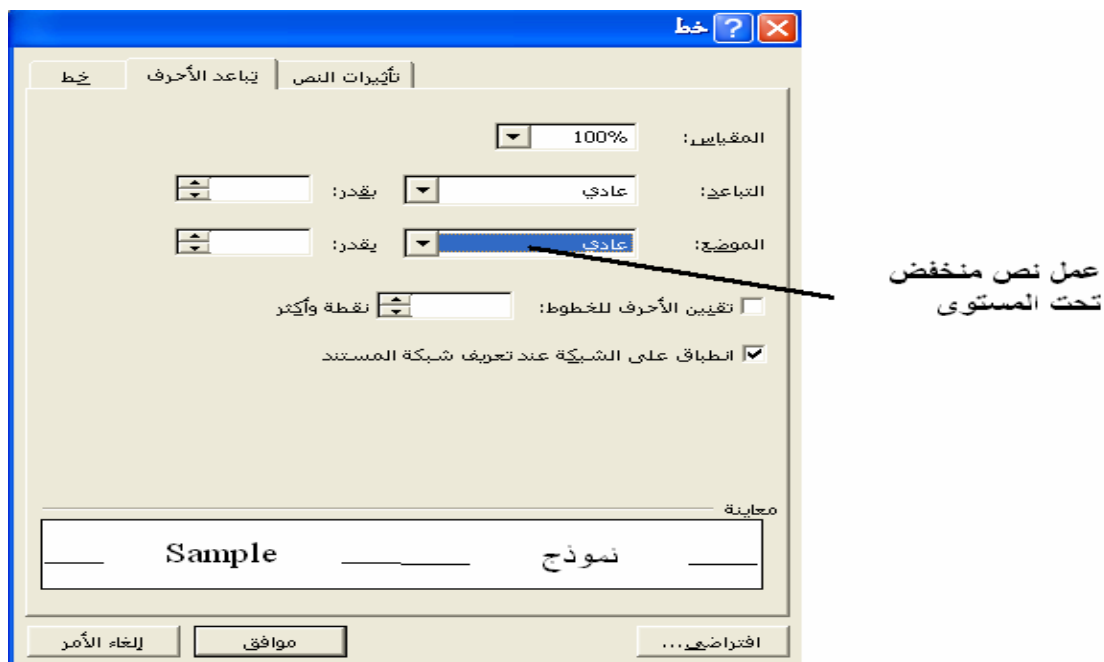 خط
خط تباعد الأحرف تأثيرات النص
المقياس: 100%
التباعد: عادي بقدر:
الموضع: عادي بقدر:
عمل نص منخفض
تحت المستوى
تقنين الأحرف للخطوط: نقطة وأكثر
انطباق على الشبكة عند تعريف شبكة المستند
معاينة
نموذج Sample
افتراضي... موافق إلغاء الأمر